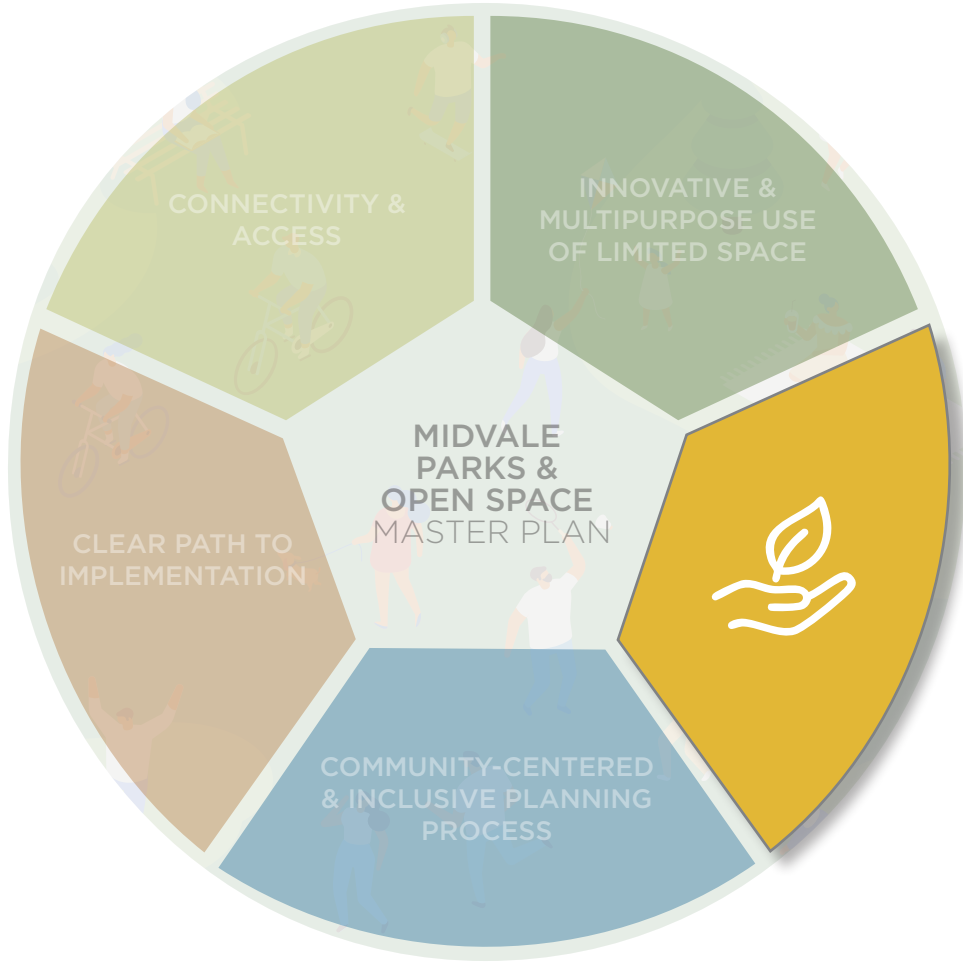 CONNECTIVITY &
ACCESS
INNOVATIVE &
MULTIPURPOSE USE
OF LIMITED SPACE
MIDVALE
PARKS &
OPEN SPACE
MASTER PLAN
CLEAR PATH TO
IMPLEMENTATION
COMMUNITY-CENTERED
& INCLUSIVE PLANNING
PROCESS